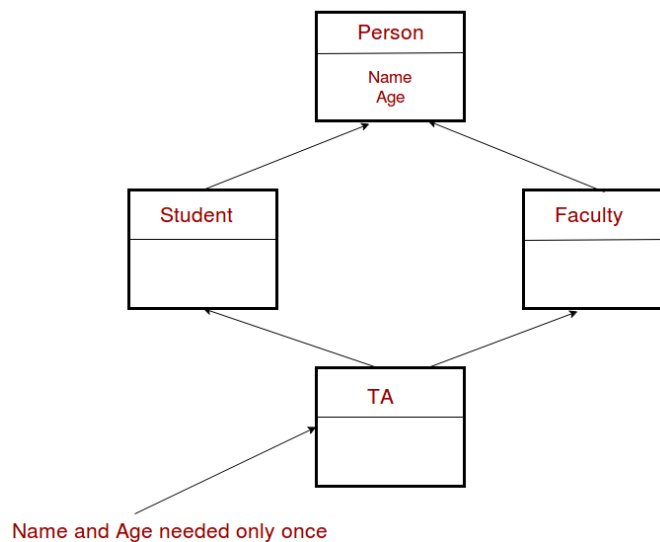 Person
Name
Age
Student
Faculty
TA
Name and Age needed only once